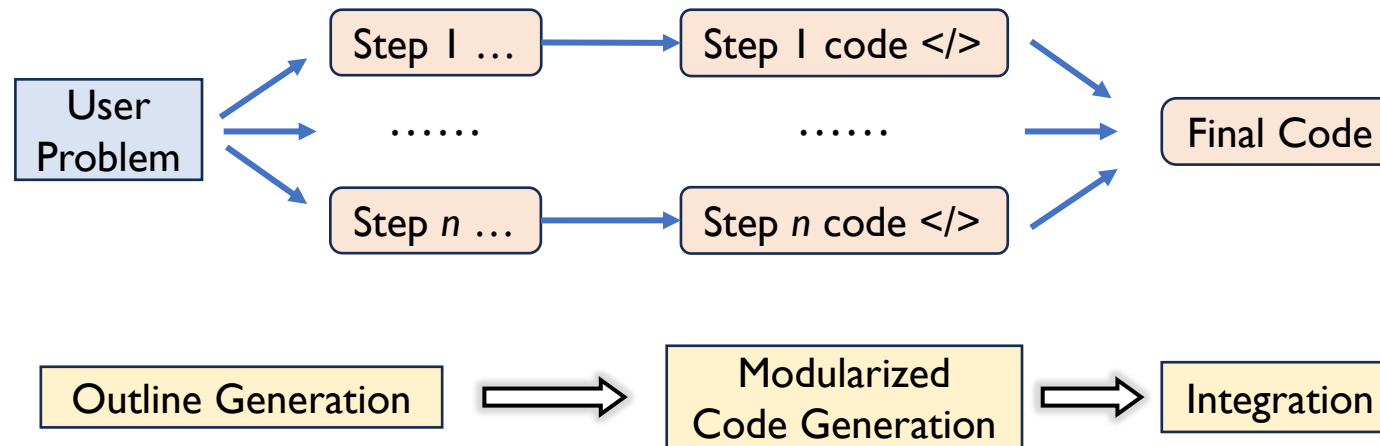 Step 1 …
Step 1 code </>
User
Problem
……
……
Final Code
Step n …
Step n code </>
Outline Generation
Modularized
Code Generation
Integration